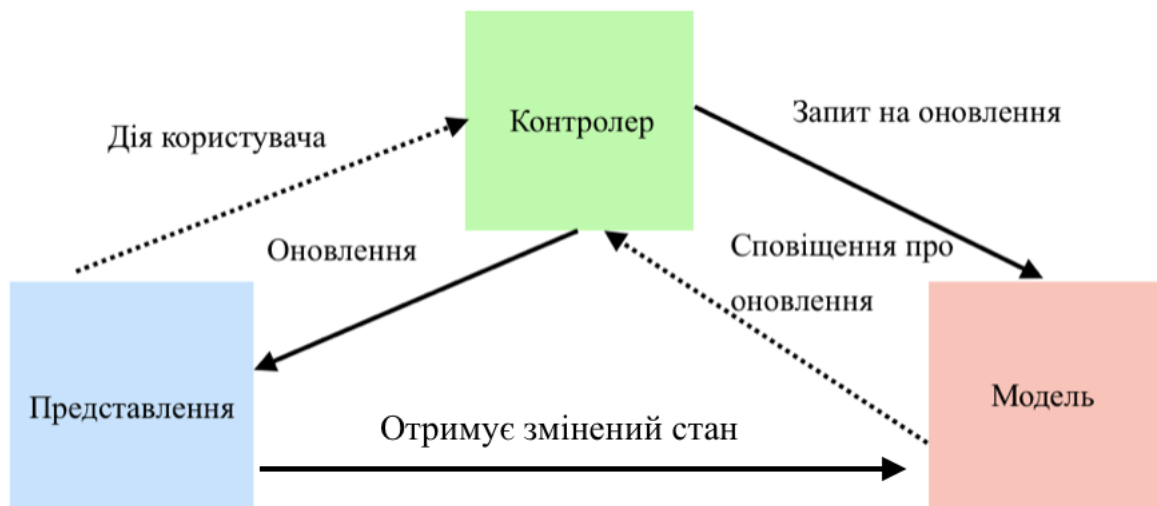 Контролер
Дія користувача
Запит на оновлення
Оновлення
Сповіщення про
оновлення
Представлення
Модель
Отримує змінений стан